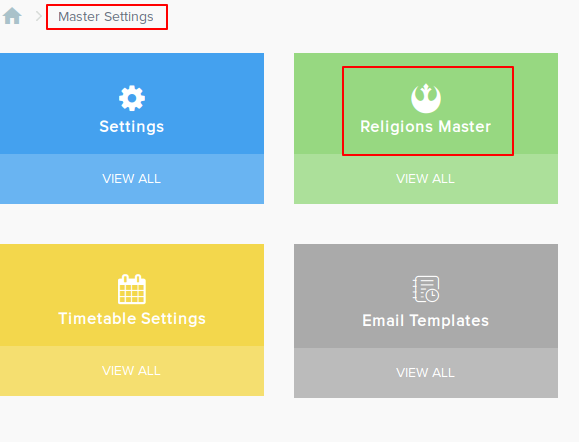 Master Settings
Settings
Religions Master
VIEW ALL
VIEW ALL
Timetable Settings
Email Templates
VIEW ALL
VIEW ALL